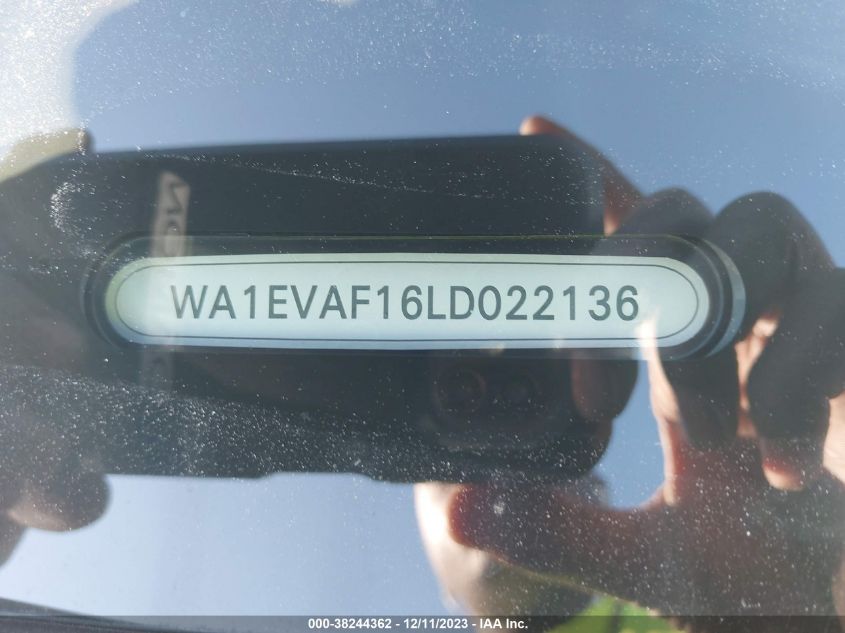 WA1EVAF16LD022136
000-38244362 - 12/11/2023 - IAA Inc.